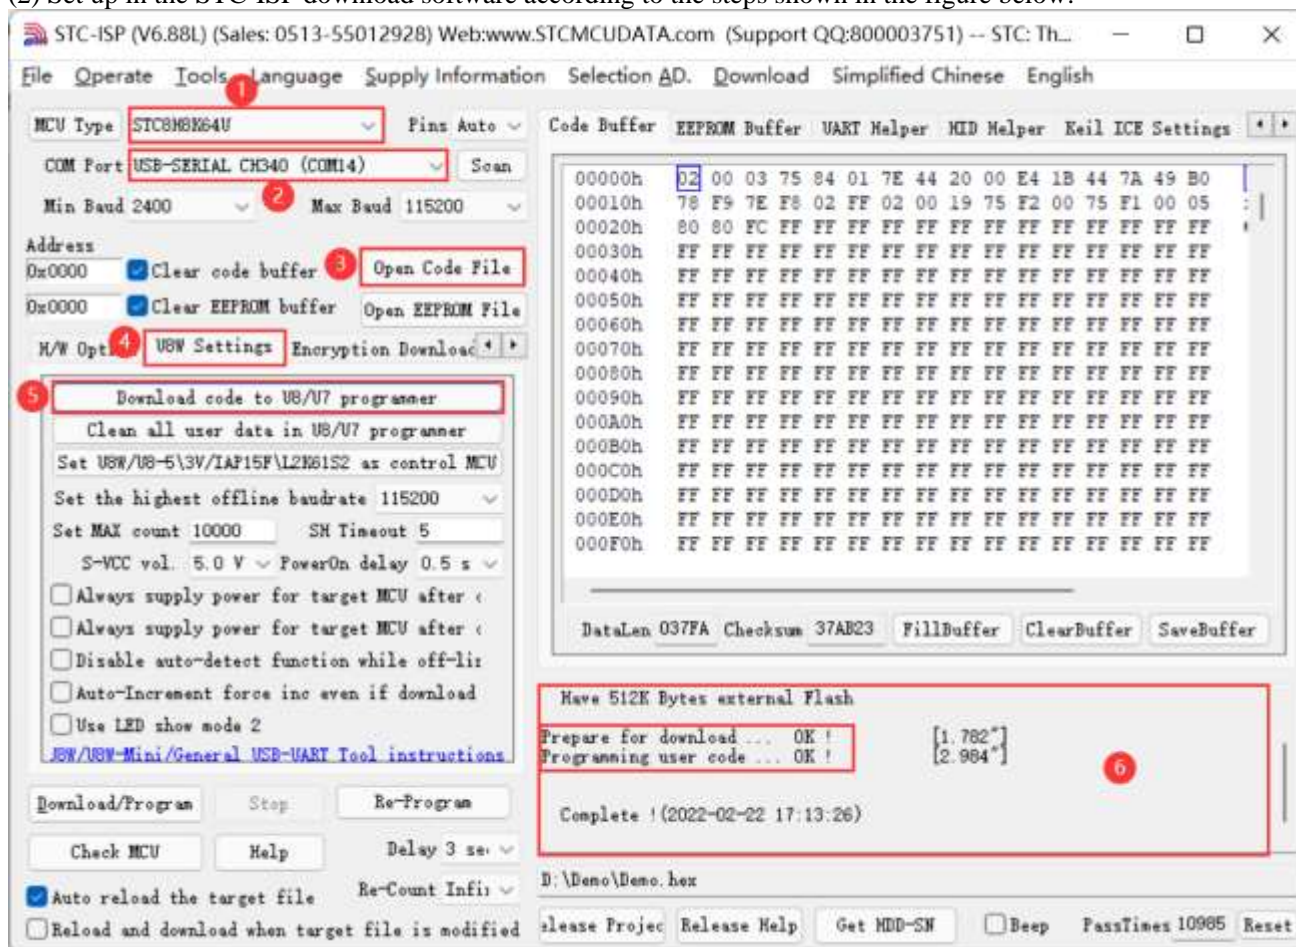 (2) Set up in the STC-ISP download software according to the steps shown in the figure below:
STC-ISP (V6.88L) (Sales: 0513-55012928) Web:www.STCMCUDATA.com (Support QQ:800003751) -- STC: Th...
File Operate Tools Language Supply Information Selection AD. Download Simplified Chinese English
1
MCU Type STC8H8K64U Pins Auto
COM Port USB-SERIAL CH340 (COM14) Scan
2
Min Baud 2400 Max Baud 115200
Address
0x0000 Clear code buffer 3 Open Code File
0x0000 Clear EEPROM buffer Open EEPROM File
H/W Opt 4 U8W Settings Encryption Download
5 Download code to U8/U7 programmer
Clean all user data in U8/U7 programmer
Set U8W/U8-5\3V/IAP15F\L2K61S2 as control MCU
Set the highest offline baudrate 115200
Set MAX count 10000 SH Timeout 5
S-VCC vol. 5.0 V PowerOn delay 0.5 s
Always supply power for target MCU after
Always supply power for target MCU after
Disable auto-detect function while off-li
Auto-Increment force inc even if download
Use LED show mode 2
U8W/U8W-Mini/General USB-UART Tool instructions
Download/Program Stop Re-Program
Check MCU Help Delay 3 se
Auto reload the target file Re-Count Infi
Reload and download when target file is modified
Code Buffer EEPROM Buffer UART Helper HID Helper Keil ICE Settings
00000h 02 00 03 75 84 01 7E 44 20 00 E4 1B 44 7A 49 B0
00010h 78 F9 7E F8 02 FF 02 00 19 75 F2 00 75 F1 00 05
00020h 80 80 FC FF FF FF FF FF FF FF FF FF FF FF FF FF
00030h FF FF FF FF FF FF FF FF FF FF FF FF FF FF FF FF
00040h FF FF FF FF FF FF FF FF FF FF FF FF FF FF FF FF
00050h FF FF FF FF FF FF FF FF FF FF FF FF FF FF FF FF
00060h FF FF FF FF FF FF FF FF FF FF FF FF FF FF FF FF
00070h FF FF FF FF FF FF FF FF FF FF FF FF FF FF FF FF
00080h FF FF FF FF FF FF FF FF FF FF FF FF FF FF FF FF
00090h FF FF FF FF FF FF FF FF FF FF FF FF FF FF FF FF
000A0h FF FF FF FF FF FF FF FF FF FF FF FF FF FF FF FF
000B0h FF FF FF FF FF FF FF FF FF FF FF FF FF FF FF FF
000C0h FF FF FF FF FF FF FF FF FF FF FF FF FF FF FF FF
000D0h FF FF FF FF FF FF FF FF FF FF FF FF FF FF FF FF
000E0h FF FF FF FF FF FF FF FF FF FF FF FF FF FF FF FF
000F0h FF FF FF FF FF FF FF FF FF FF FF FF FF FF FF FF
DataLen 037FA Checksum 37AB23 FillBuffer ClearBuffer SaveBuffer
Have 512K Bytes external Flash
Prepare for download ... OK ! [1.782"]
Programming user code ... OK ! [2.984"]
6
Complete !(2022-02-22 17:13:26)
D:\Demo\Demo.hex
elease Projec Release Help Get HDD-SN Beep PassTimes 10985 Reset